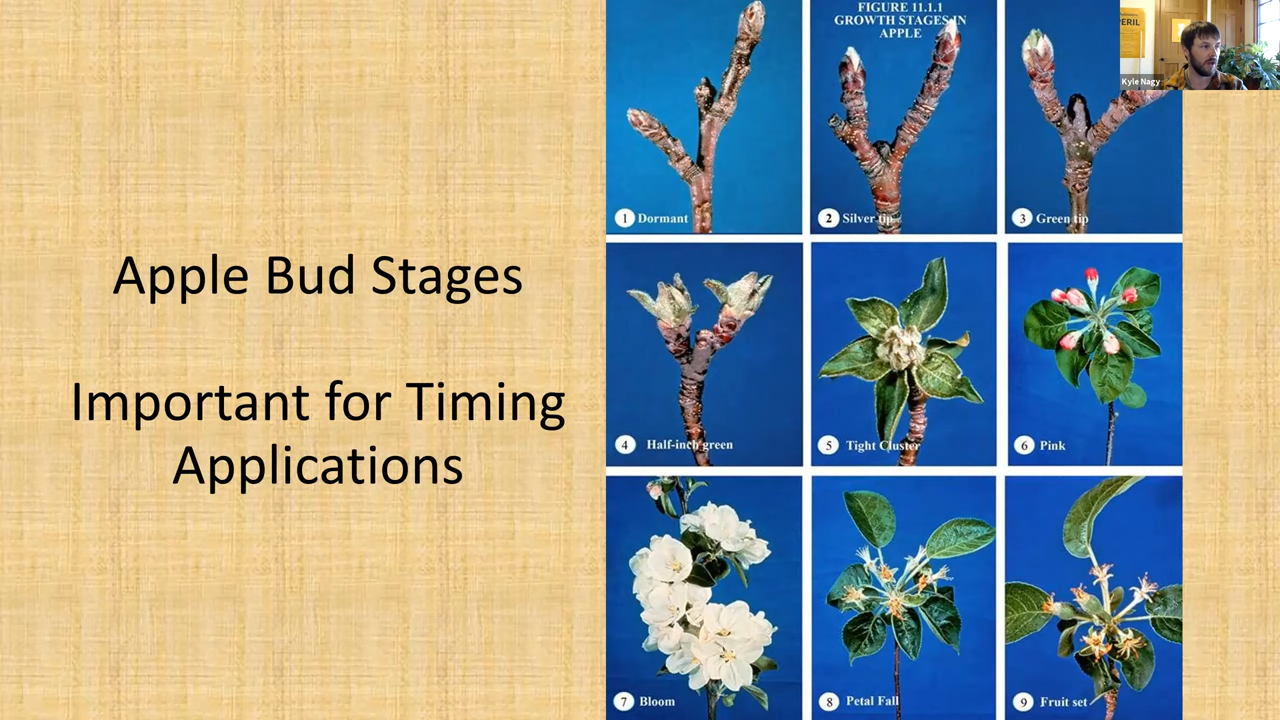 Apple Bud Stages
Important for Timing
Applications
FIGURE 11.1.1
GROWTH STAGES IN
APPLE
1 Dormant
2 Silver tip
3 Green tip
4 Half-inch green
5 Tight Cluster
6 Pink
7 Bloom
8 Petal Fall
9 Fruit set
Kyle Nagy